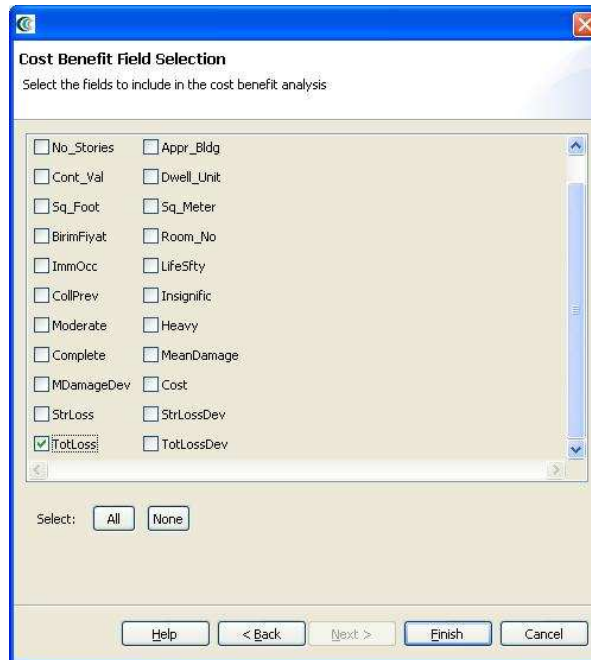 Cost Benefit Field Selection
Select the fields to include in the cost benefit analysis
No_Stories Appr_Bldg
Cont_Val Dwell_Unit
Sq_Foot Sq_Meter
BirimFiyat Room_No
ImmOcc LifeSfty
CollPrev Insignific
Moderate Heavy
Complete MeanDamage
MDamageDev Cost
StrLoss StrLossDev
TotLoss TotLossDev
Select: All None
Help < Back Next > Finish Cancel